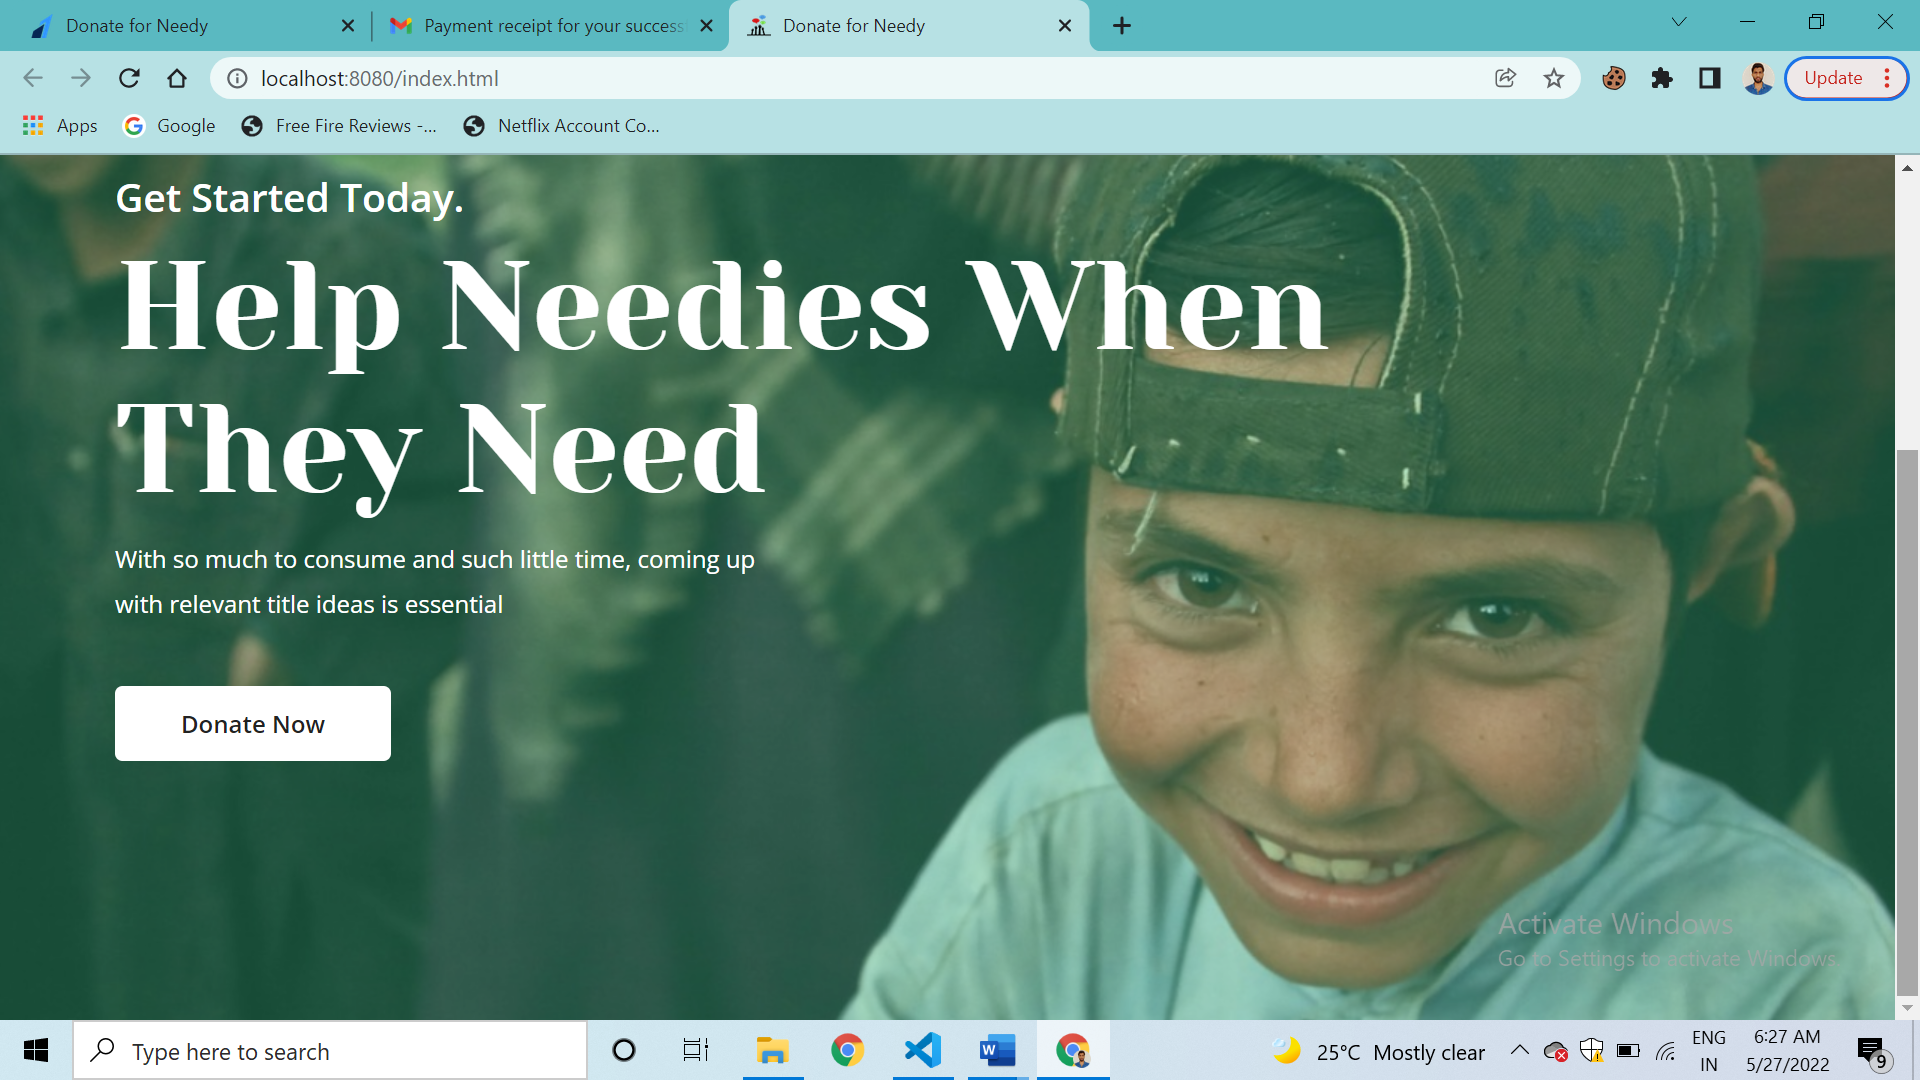 Donate for Needy
Payment receipt for your success
Donate for Needy
localhost:8080/index.html
Update
Apps
Google
Free Fire Reviews -...
Netflix Account Co...
Get Started Today.
Help Needies When
They Need
With so much to consume and such little time, coming up
with relevant title ideas is essential
Donate Now
Activate Windows
Go to Settings to activate Windows.
Type here to search
W
25°C Mostly clear
ENG
IN
6:27 AM
5/27/2022
9